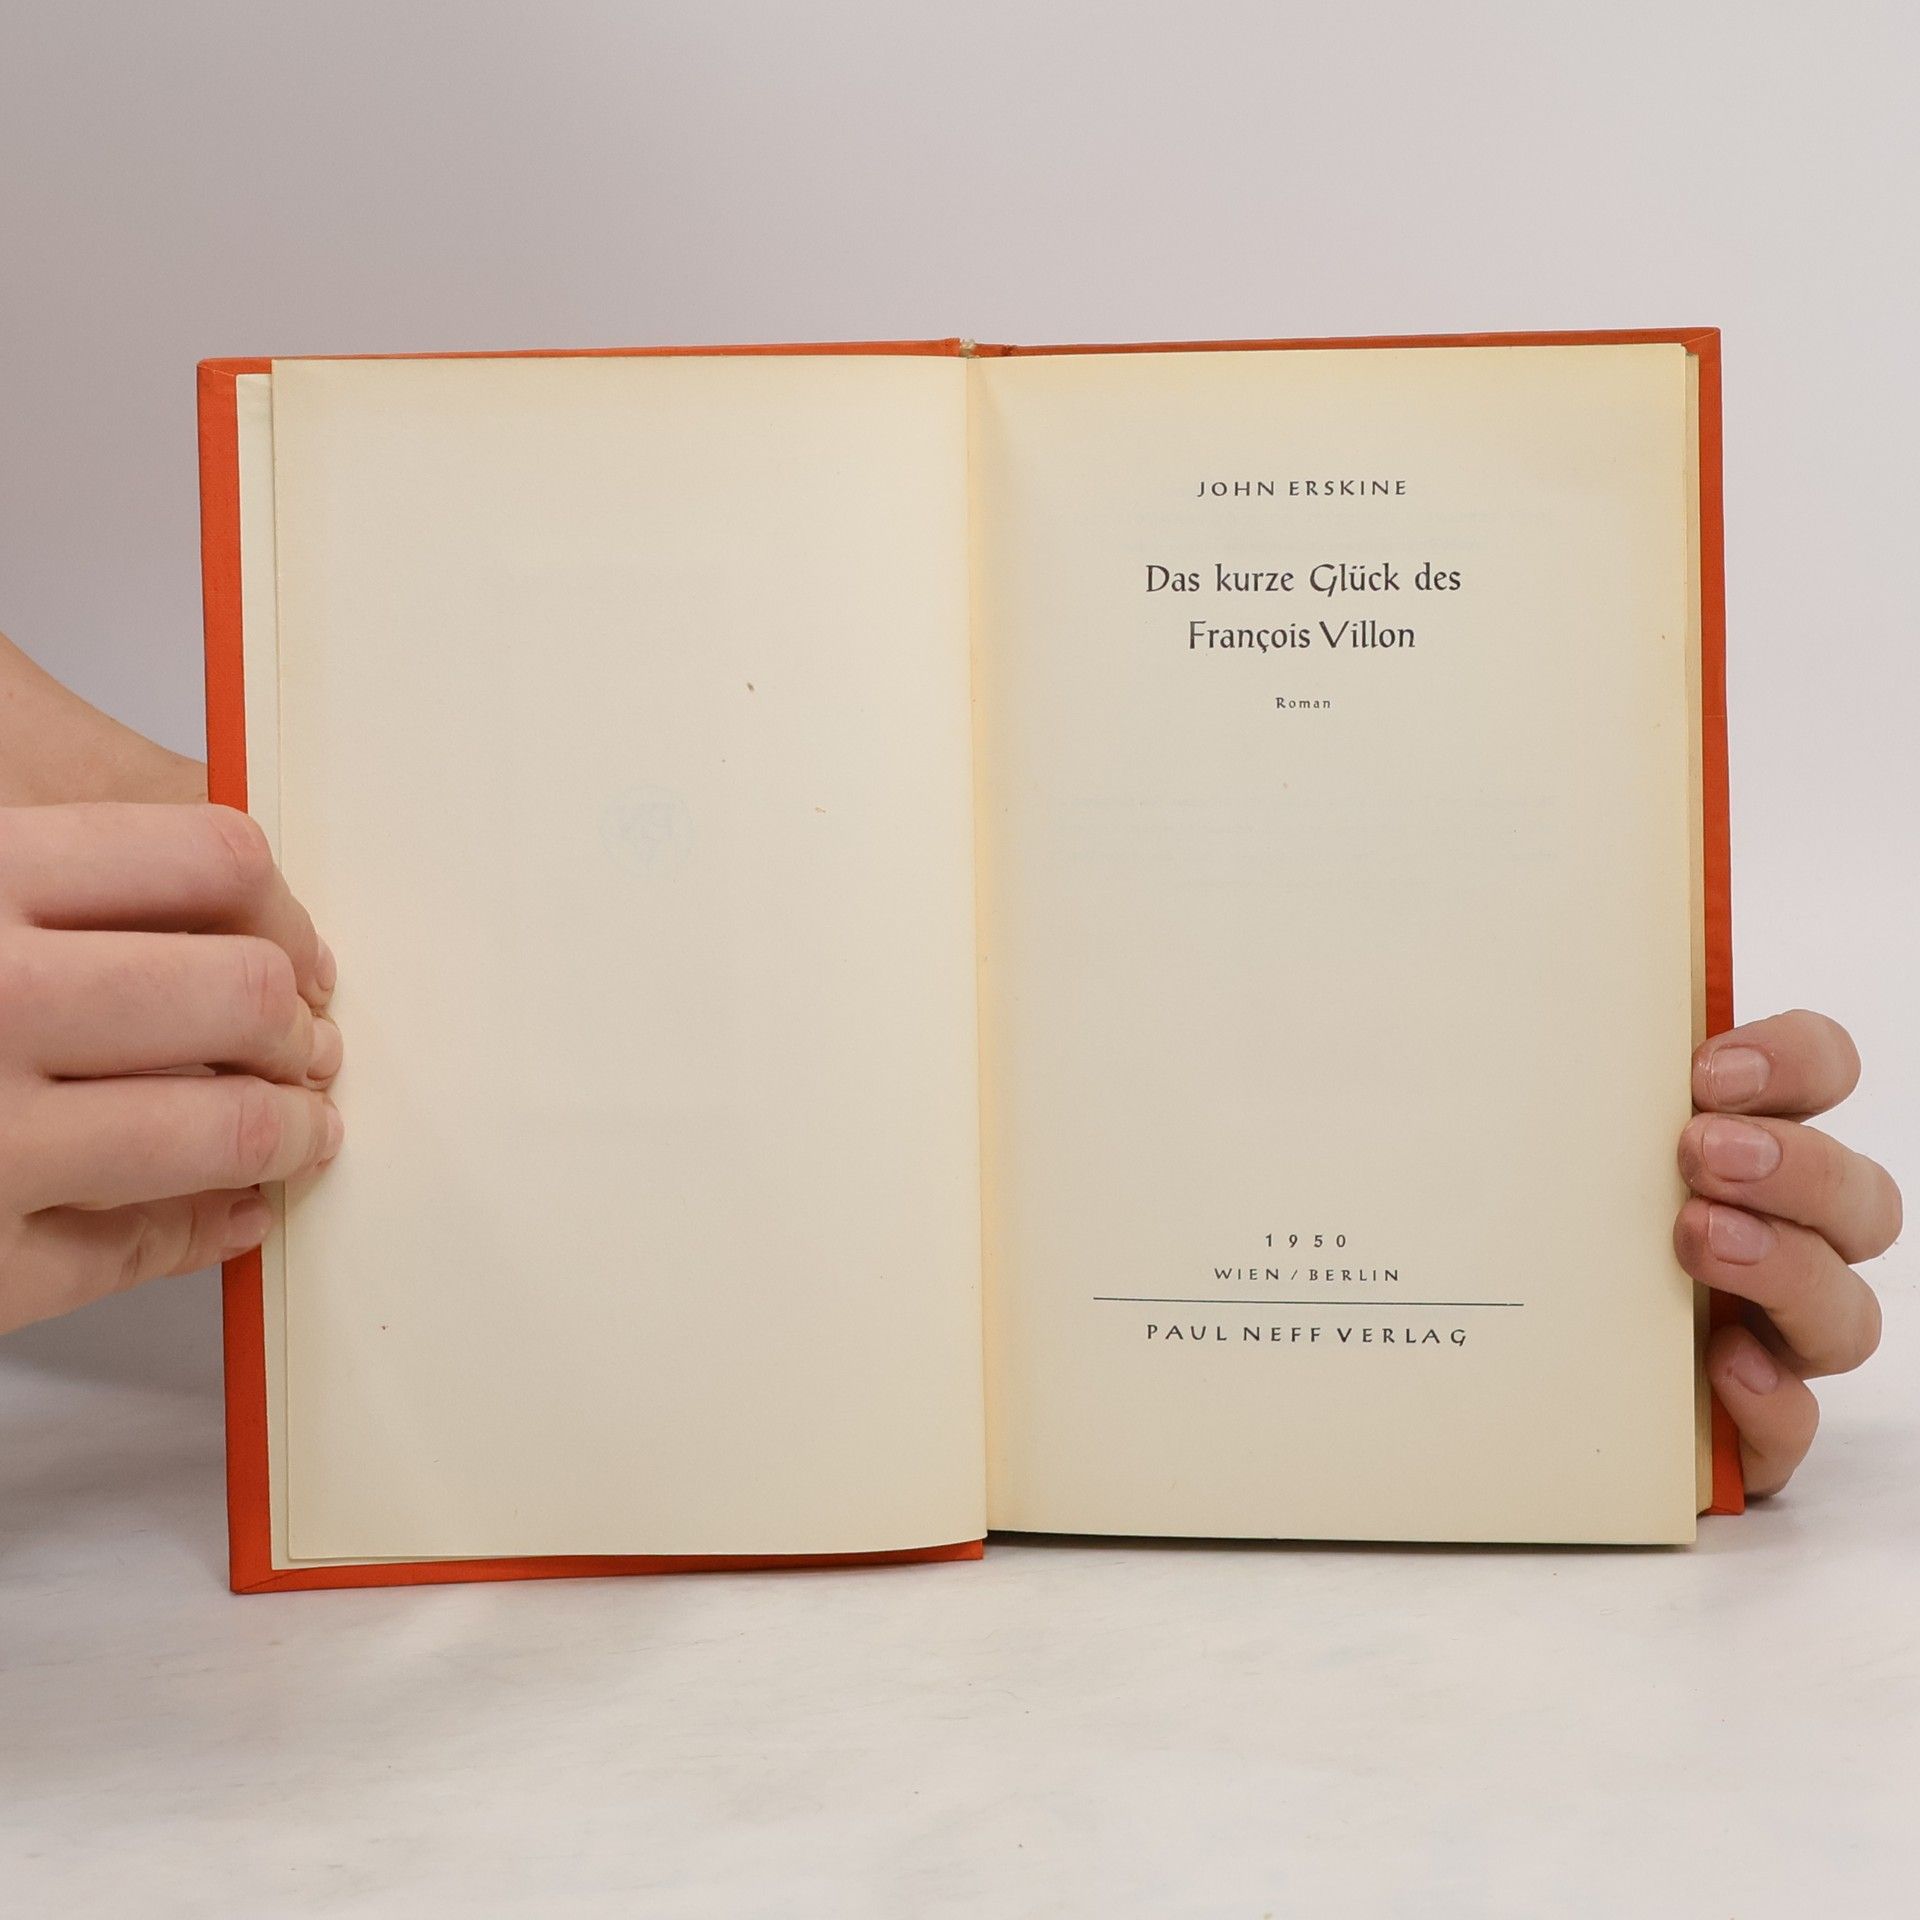 JOHN ERSKINE
Das kurze Glück des
François Villon
Roman
1950
WIEN / BERLIN
PAUL NEFF VERLAG